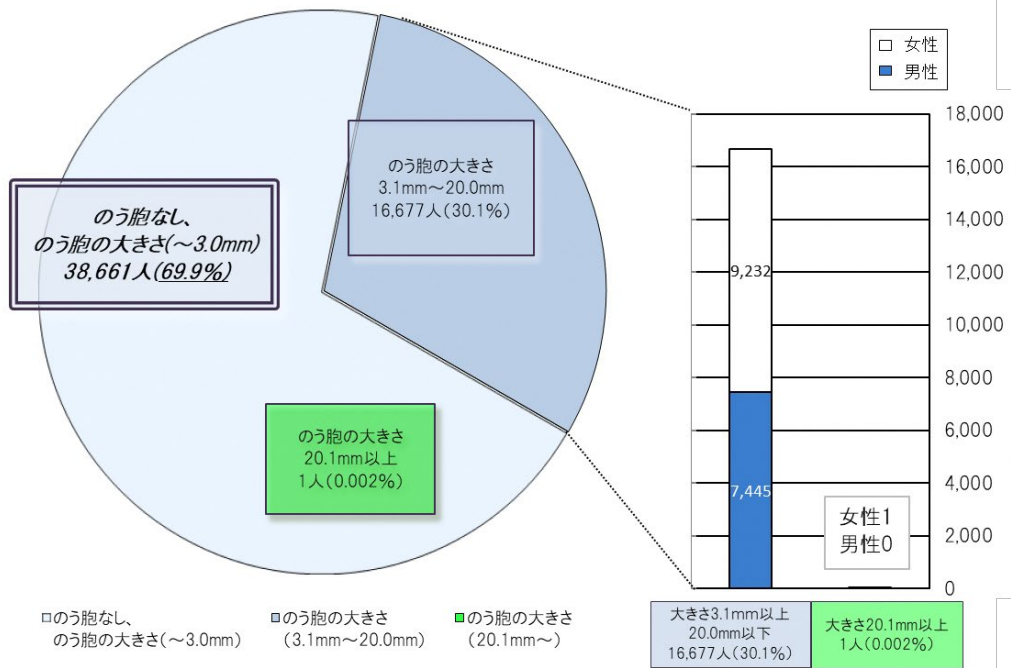 女性
男性
のう胞の大きさ
3.1mm～20.0mm
16,677人(30.1%)
のう胞なし、
のう胞の大きさ(～3.0mm)
38,661人(69.9%)
のう胞の大きさ
20.1mm以上
1人(0.002%)
18,000
16,000
14,000
12,000
10,000
8,000
6,000
4,000
2,000
0
9,232
7,445
女性1
男性0
大きさ3.1mm以上
20.0mm以下
16,677人(30.1%)
大きさ20.1mm以上
1人(0.002%)
のう胞なし、
のう胞の大きさ(～3.0mm)
のう胞の大きさ
(3.1mm～20.0mm)
のう胞の大きさ
(20.1mm～)